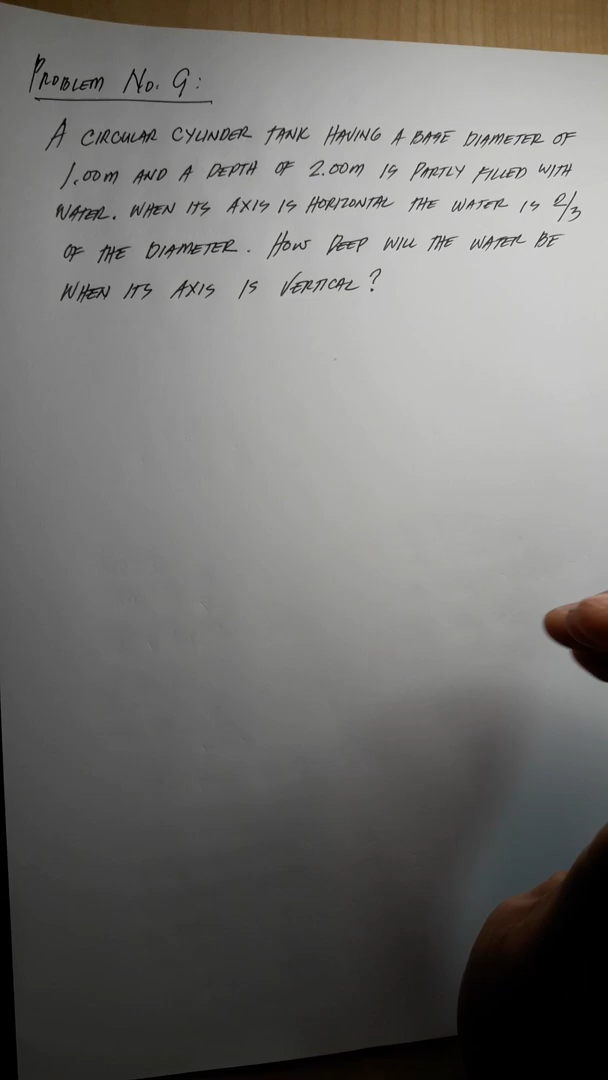 PROBLEM NO. 9:
A CIRCULAR CYLINDER TANK HAVING A BASE DIAMETER OF
1.00M AND A DEPTH OF 2.00M IS PARTLY FILLED WITH
WATER. WHEN ITS AXIS IS HORIZONTAL THE WATER IS 2/3
OF THE DIAMETER. HOW DEEP WILL THE WATER BE
WHEN ITS AXIS IS VERTICAL?